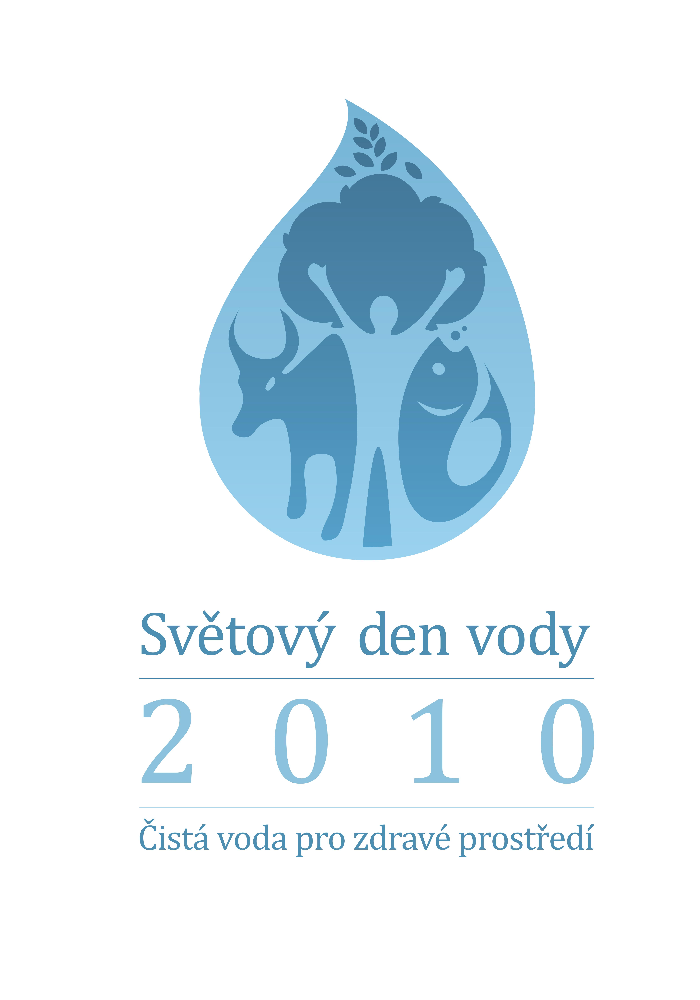 Světový den vody
2010
Čistá voda pro zdravé prostředí